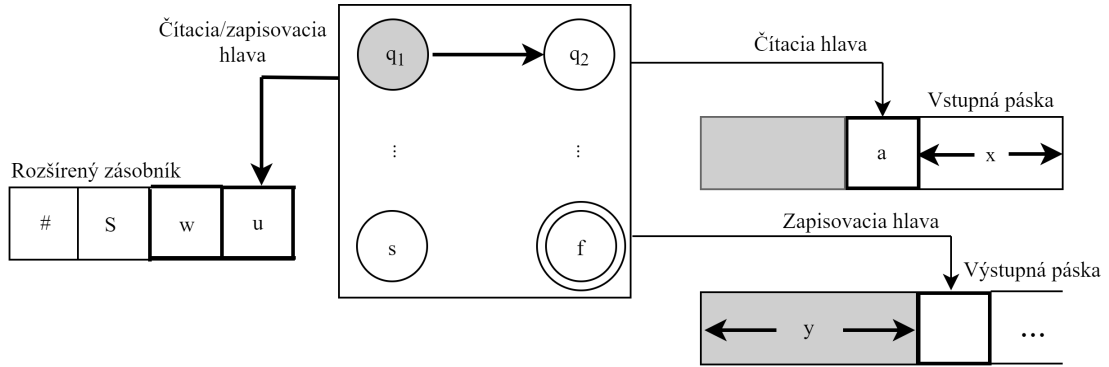 Čítacia/zapisovacia
hlava
q1
q2
Čítacia hlava
Vstupná páska
a
x
⋮
⋮
Rozšírený zásobník
#
S
w
u
s
f
Zapisovacia hlava
Výstupná páska
y
...